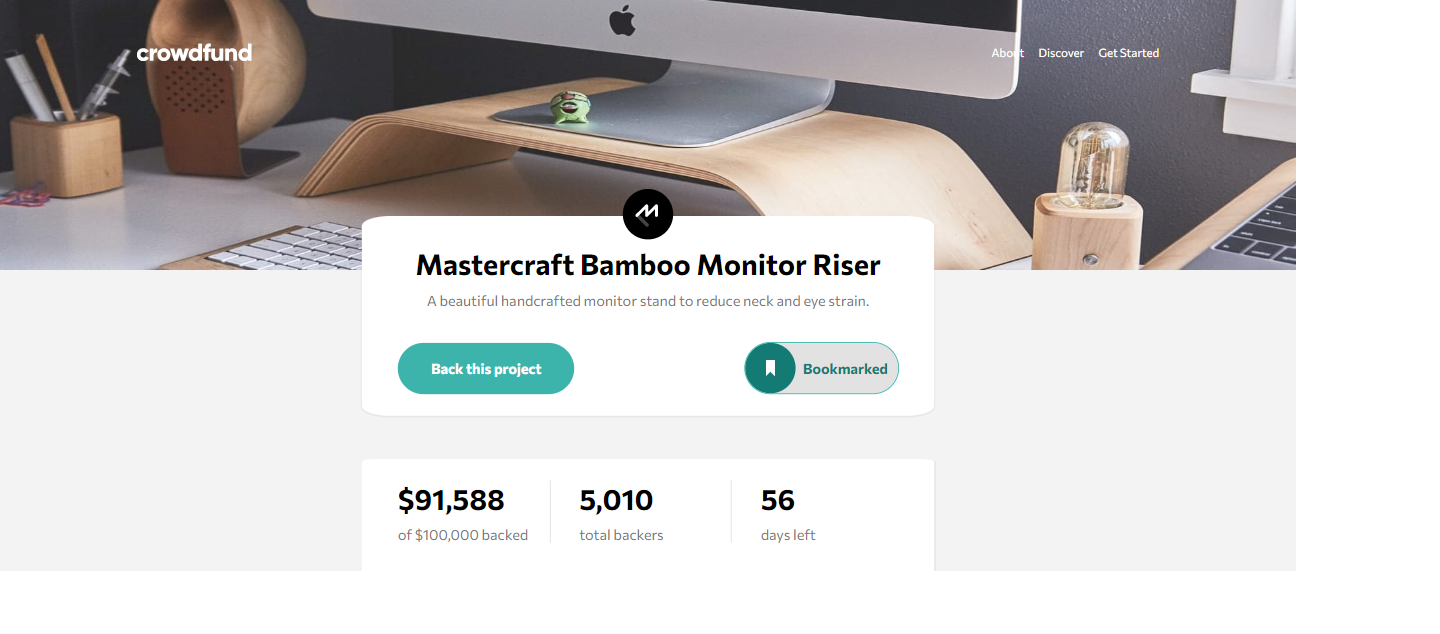 crowdfund
About Discover Get Started
Mastercraft Bamboo Monitor Riser
A beautiful handcrafted monitor stand to reduce neck and eye strain.
Back this project
Bookmarked
$91,588
of $100,000 backed
5,010
total backers
56
days left